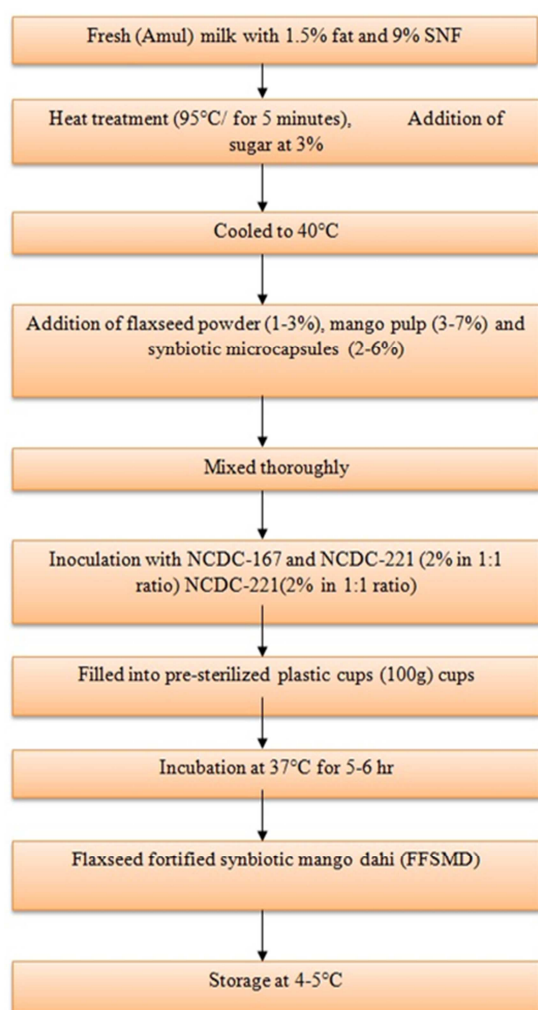 Fresh (Amul) milk with 1.5% fat and 9% SNF
Heat treatment (95°C/ for 5 minutes), Addition of
sugar at 3%
Cooled to 40°C
Addition of flaxseed powder (1-3%), mango pulp (3-7%) and
synbiotic microcapsules (2-6%)
Mixed thoroughly
Inoculation with NCDC-167 and NCDC-221 (2% in 1:1
ratio) NCDC-221(2% in 1:1 ratio)
Filled into pre-sterilized plastic cups (100g) cups
Incubation at 37°C for 5-6 hr
Flaxseed fortified synbiotic mango dahi (FFSMD)
Storage at 4-5°C